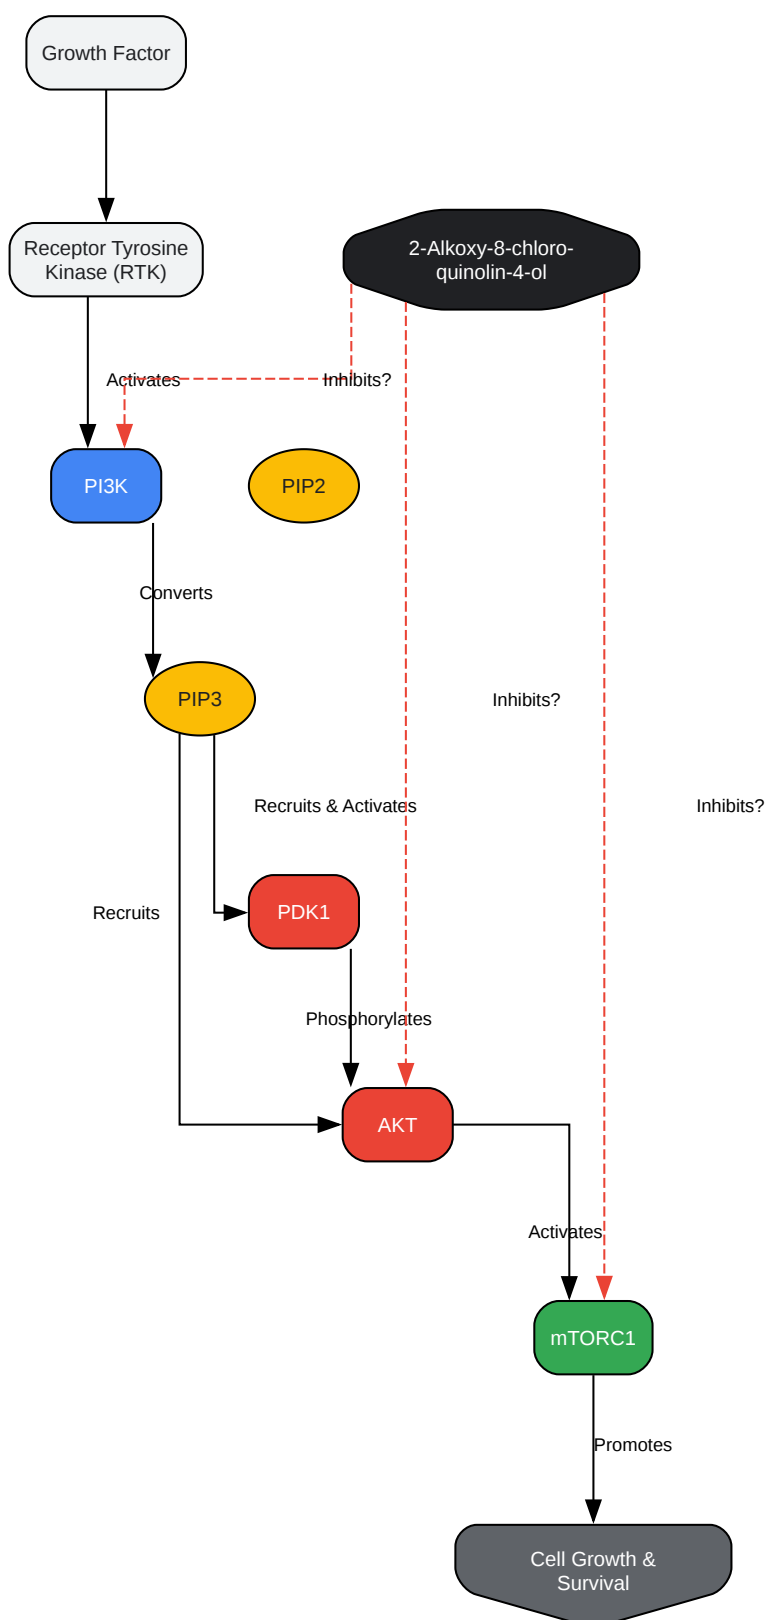 Growth Factor
Receptor Tyrosine
Kinase (RTK)
2-Alkoxy-8-chloro-
quinolin-4-ol
Activates
Inhibits?
PI3K
PIP2
Converts
PIP3
Inhibits?
Recruits & Activates
Inhibits?
Recruits
PDK1
Phosphorylates
AKT
Activates
mTORC1
Promotes
Cell Growth &
Survival